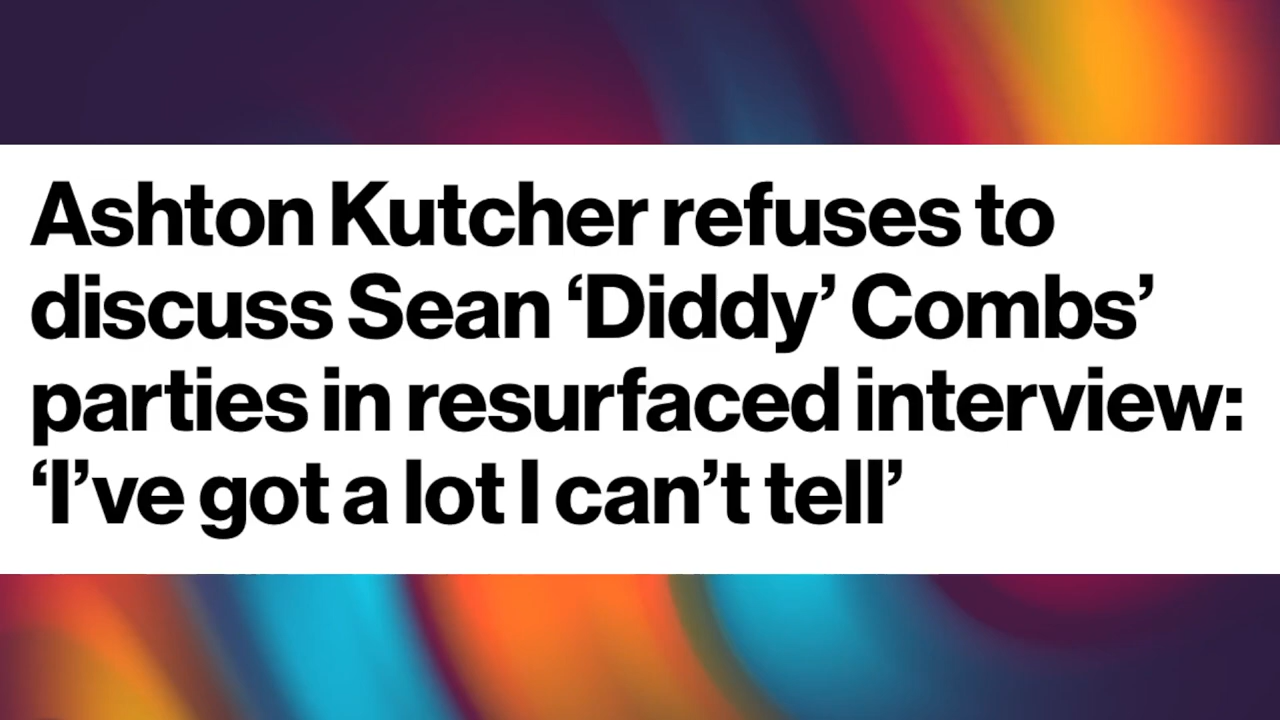 Ashton Kutcher refuses to
discuss Sean ‘Diddy’ Combs’
parties in resurfaced interview:
‘I’ve got a lot I can’t tell’